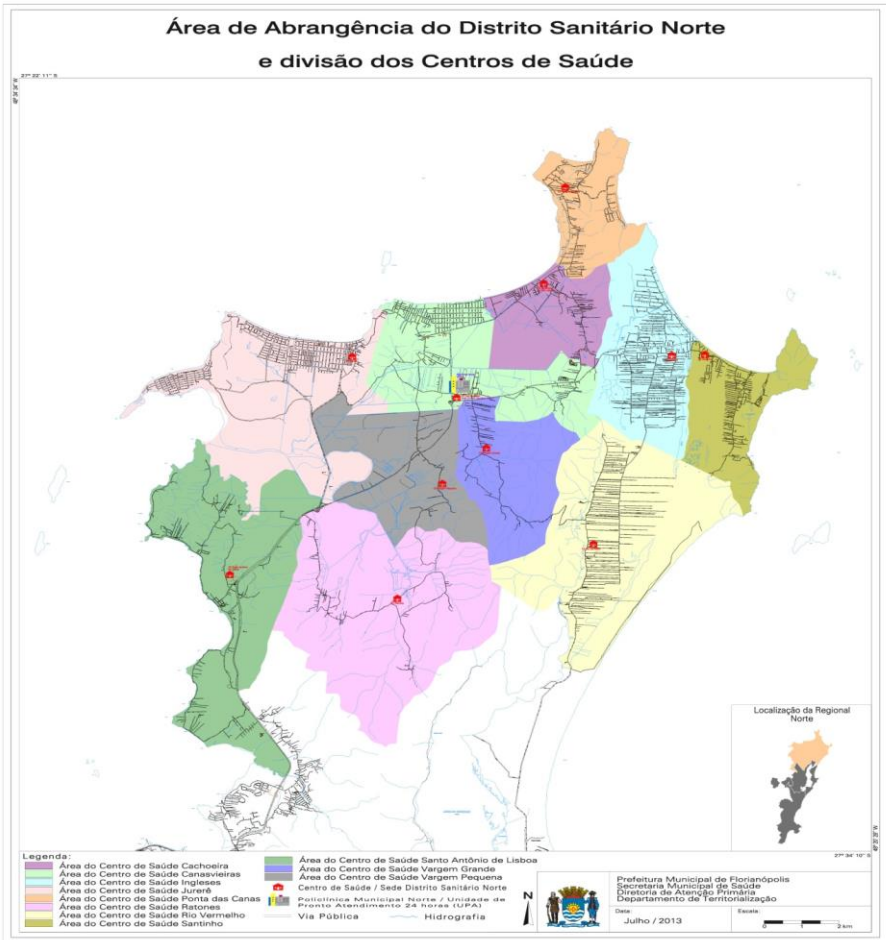 Área de Abrangência do Distrito Sanitário Norte
e divisão dos Centros de Saúde
27° 22' 11" S
Localização da Regional
Norte
27° 34' 10" S
Legenda:
Área do Centro de Saúde Cachoeira
Área do Centro de Saúde Canasvieiras
Área do Centro de Saúde Ingleses
Área do Centro de Saúde Jurerê
Área do Centro de Saúde Ponta das Canas
Área do Centro de Saúde Ratones
Área do Centro de Saúde Rio Vermelho
Área do Centro de Saúde Santinho
Área do Centro de Saúde Santo Antônio de Lisboa
Área do Centro de Saúde Vargem Grande
Área do Centro de Saúde Vargem Pequena
Centro de Saúde / Sede Distrito Sanitário Norte
Policlínica Municipal Norte / Unidade de
Pronto Atendimento 24 horas (UPA)
Via Pública
Hidrografia
N
Prefeitura Municipal de Florianópolis
Secretaria Municipal de Saúde
Diretoria de Atenção Primária
Departamento de Territorialização
Data:
Julho / 2013
Escala:
0 1 2 km